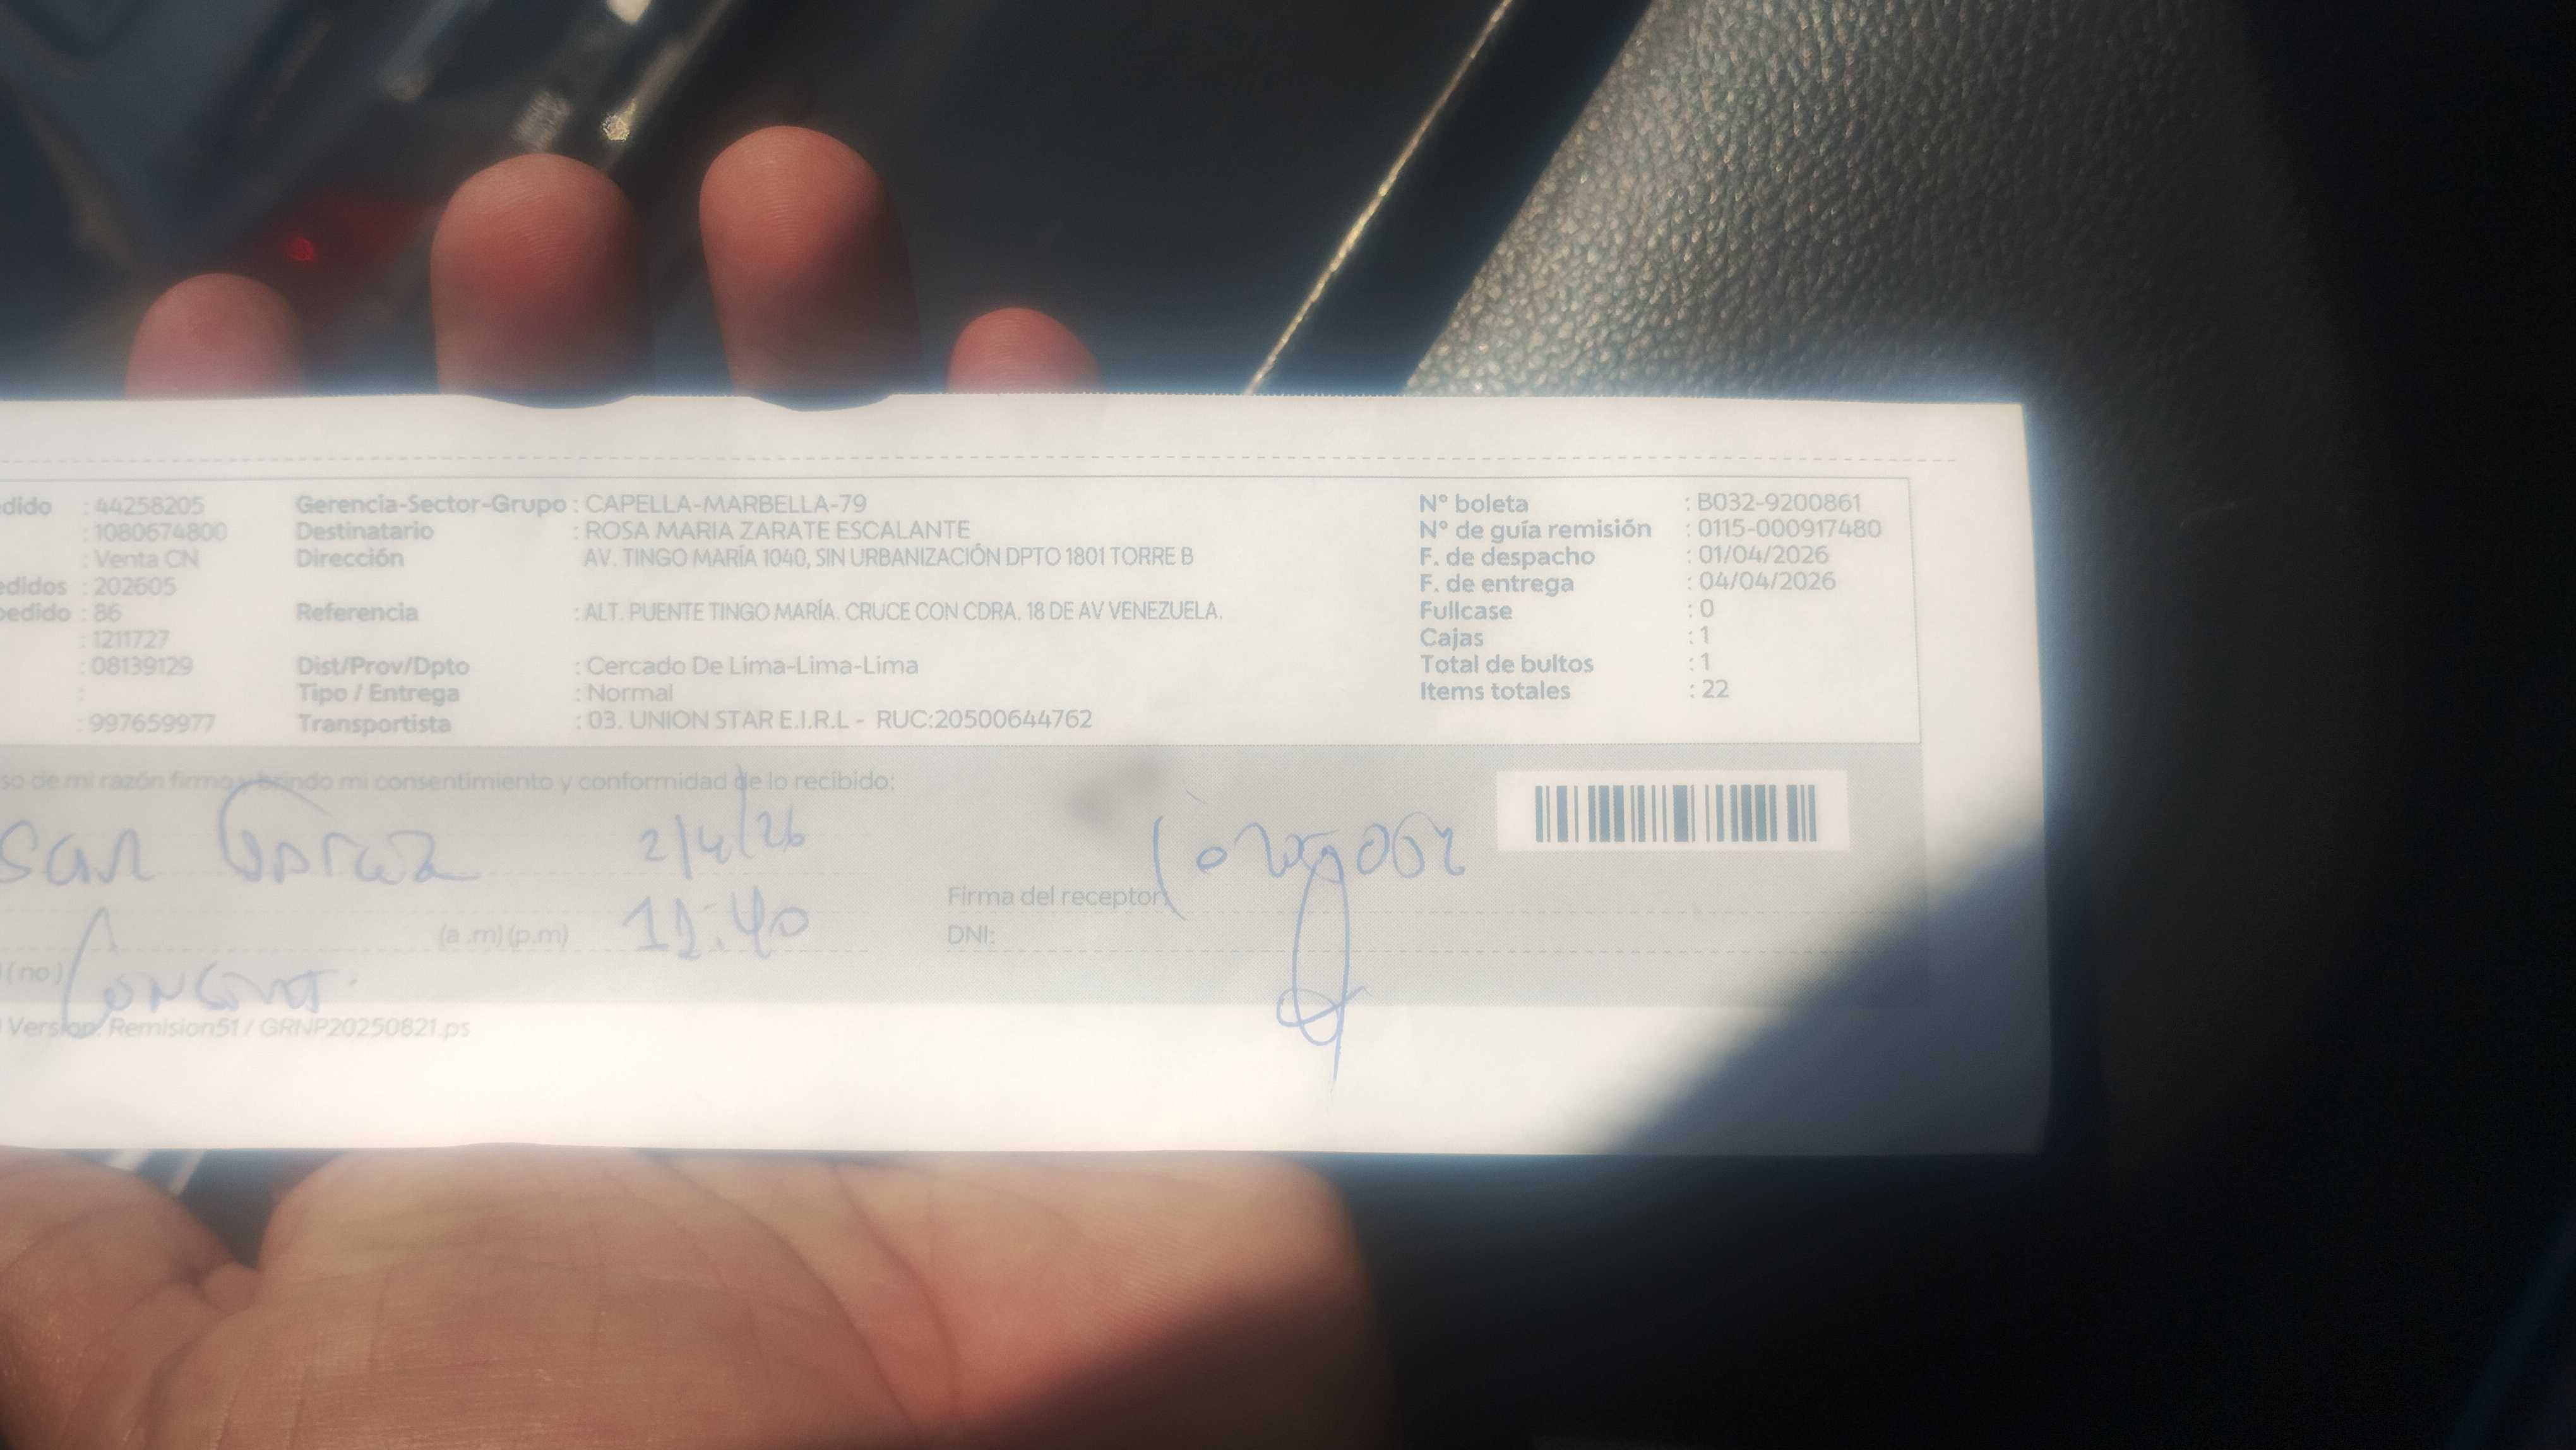 dido : 44258205 Gerencia-Sector-Grupo : CAPELLA-MARBELLA-79 Nº boleta : B032-9200861
: 1080674800 Destinatario : ROSA MARIA ZARATE ESCALANTE Nº de guía remisión : 0115-000917480
: Venta CN Dirección AV. TINGO MARÍA 1040, SIN URBANIZACIÓN DPTO 1801 TORRE B F. de despacho : 01/04/2026
edidos : 202605 F. de entrega : 04/04/2026
pedido : 86 Referencia : ALT. PUENTE TINGO MARÍA. CRUCE CON CDRA. 18 DE AV VENEZUELA. Fullcase : 0
: 1211727 Cajas : 1
: 08139129 Dist/Prov/Dpto : Cercado De Lima-Lima-Lima Total de bultos : 1
: Tipo / Entrega : Normal Items totales : 22
: 997659977 Transportista : 03. UNION STAR E.I.R.L - RUC:20500644762
so de mi razón firmo y brindo mi consentimiento y conformidad de lo recibido:
2/4/26
Firma del receptor
(a .m) (p.m) 12:40 DNI:
(no)
Version: Remision51 / GRNP20250821.ps